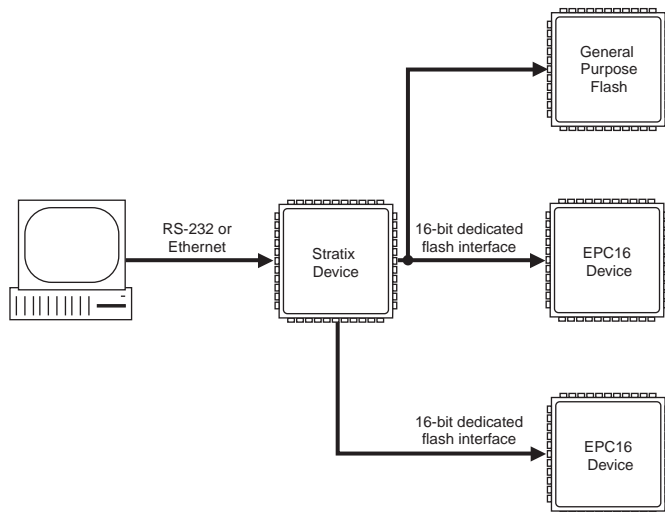 General
Purpose
Flash
RS-232 or
Ethernet
Stratix
Device
16-bit dedicated
flash interface
EPC16
Device
16-bit dedicated
flash interface
EPC16
Device